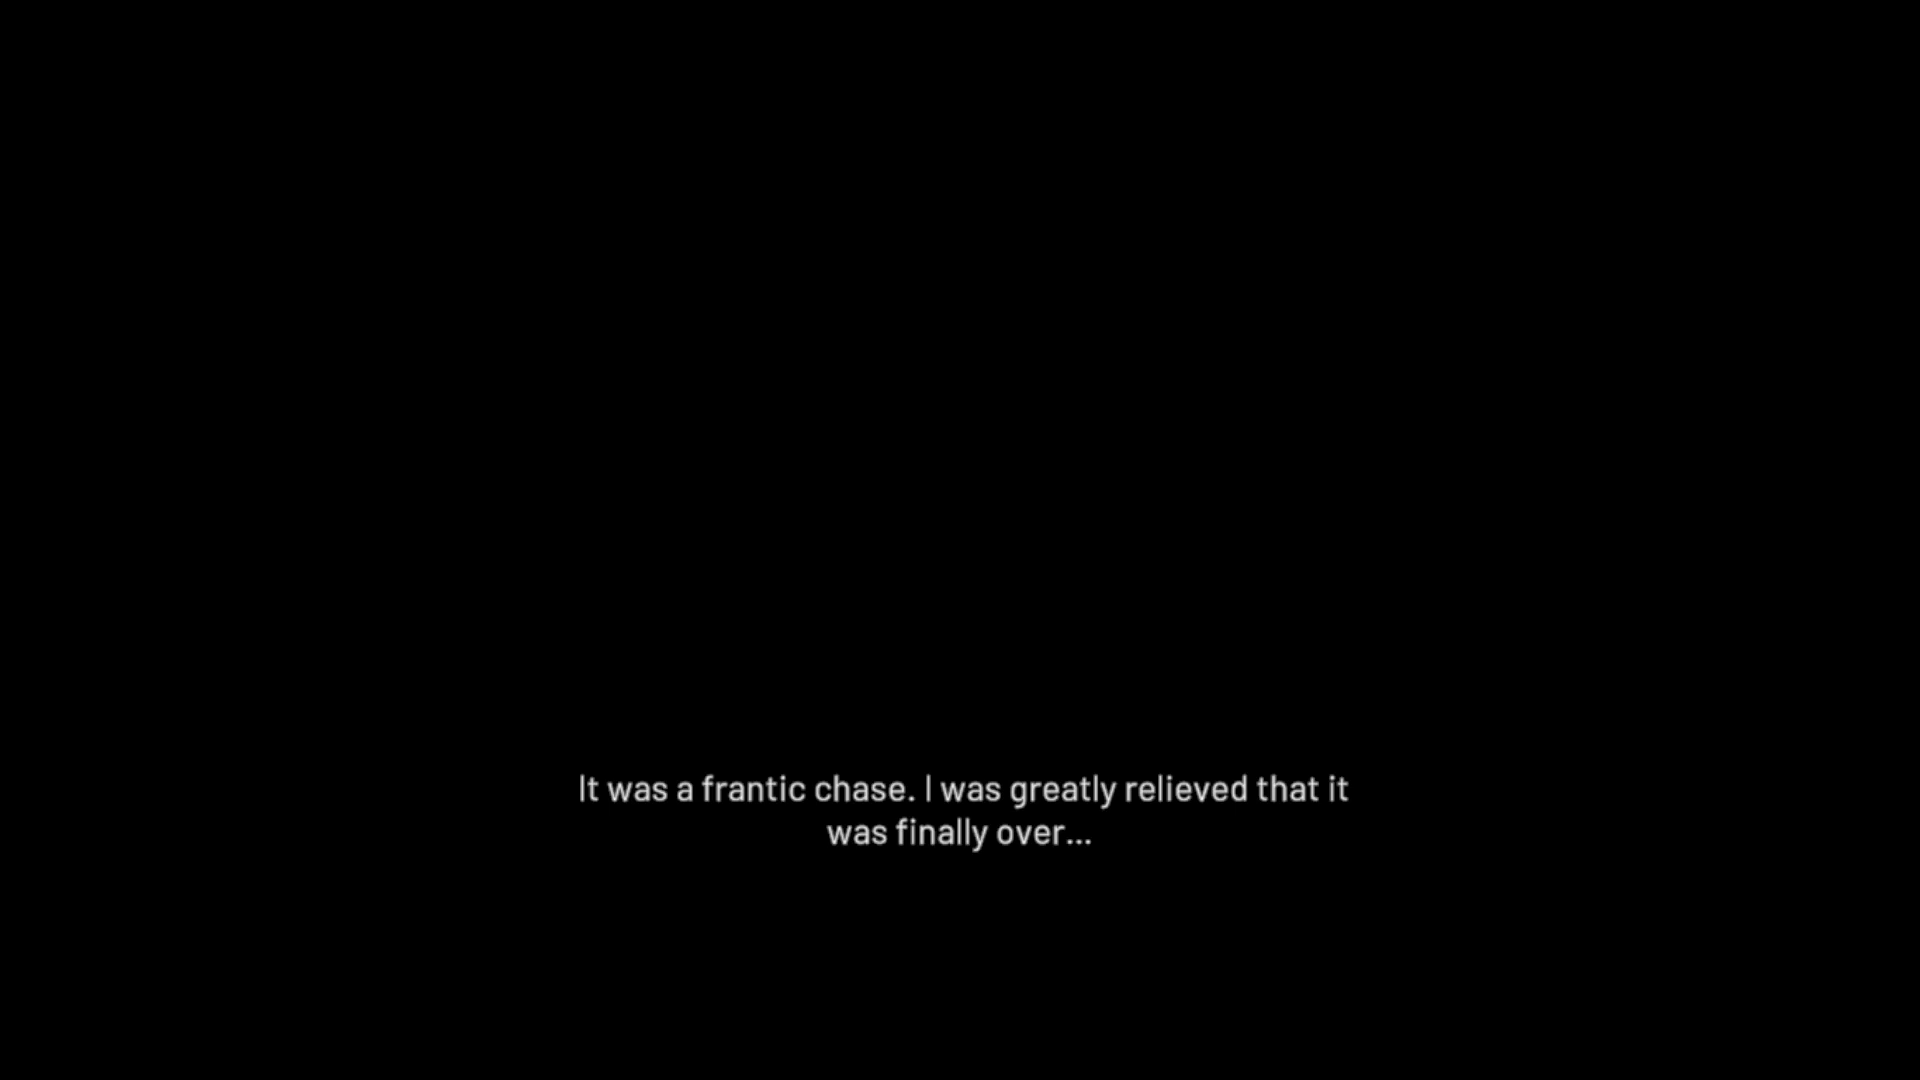 It was a frantic chase. I was greatly relieved that it
was finally over...